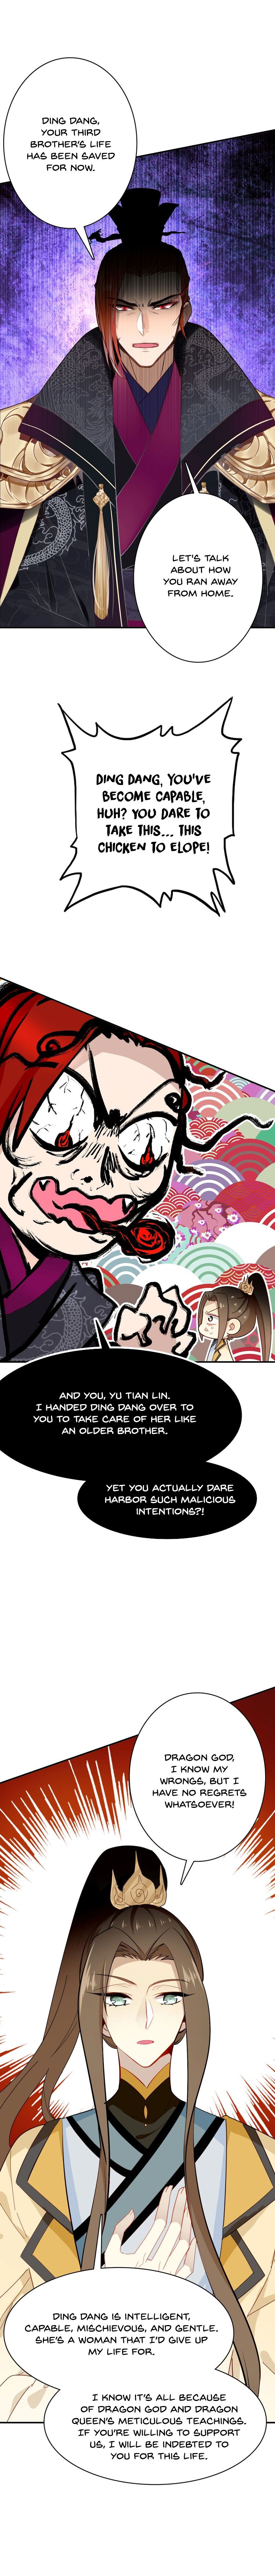 DING DANG,
YOUR THIRD
BROTHER'S LIFE
HAS BEEN SAVED
FOR NOW.
LET'S TALK
ABOUT HOW
YOU RAN AWAY
FROM HOME.
DING DANG, YOU'VE
BECOME CAPABLE,
HUH? YOU DARE TO
TAKE THIS... THIS
CHICKEN TO ELOPE!
AND YOU, YU TIAN LIN.
I HANDED DING DANG OVER TO
YOU TO TAKE CARE OF HER LIKE
AN OLDER BROTHER.
YET YOU ACTUALLY DARE
HARBOR SUCH MALICIOUS
INTENTIONS?!
DRAGON GOD,
I KNOW MY
WRONGS, BUT I
HAVE NO REGRETS
WHATSOEVER!
DING DANG IS INTELLIGENT,
CAPABLE, MISCHIEVOUS, AND GENTLE.
SHE'S A WOMAN THAT I'D GIVE UP
MY LIFE FOR.
I KNOW IT'S ALL BECAUSE
OF DRAGON GOD AND DRAGON
QUEEN'S METICULOUS TEACHINGS.
IF YOU'RE WILLING TO SUPPORT
US, I WILL BE INDEBTED TO
YOU FOR THIS LIFE.